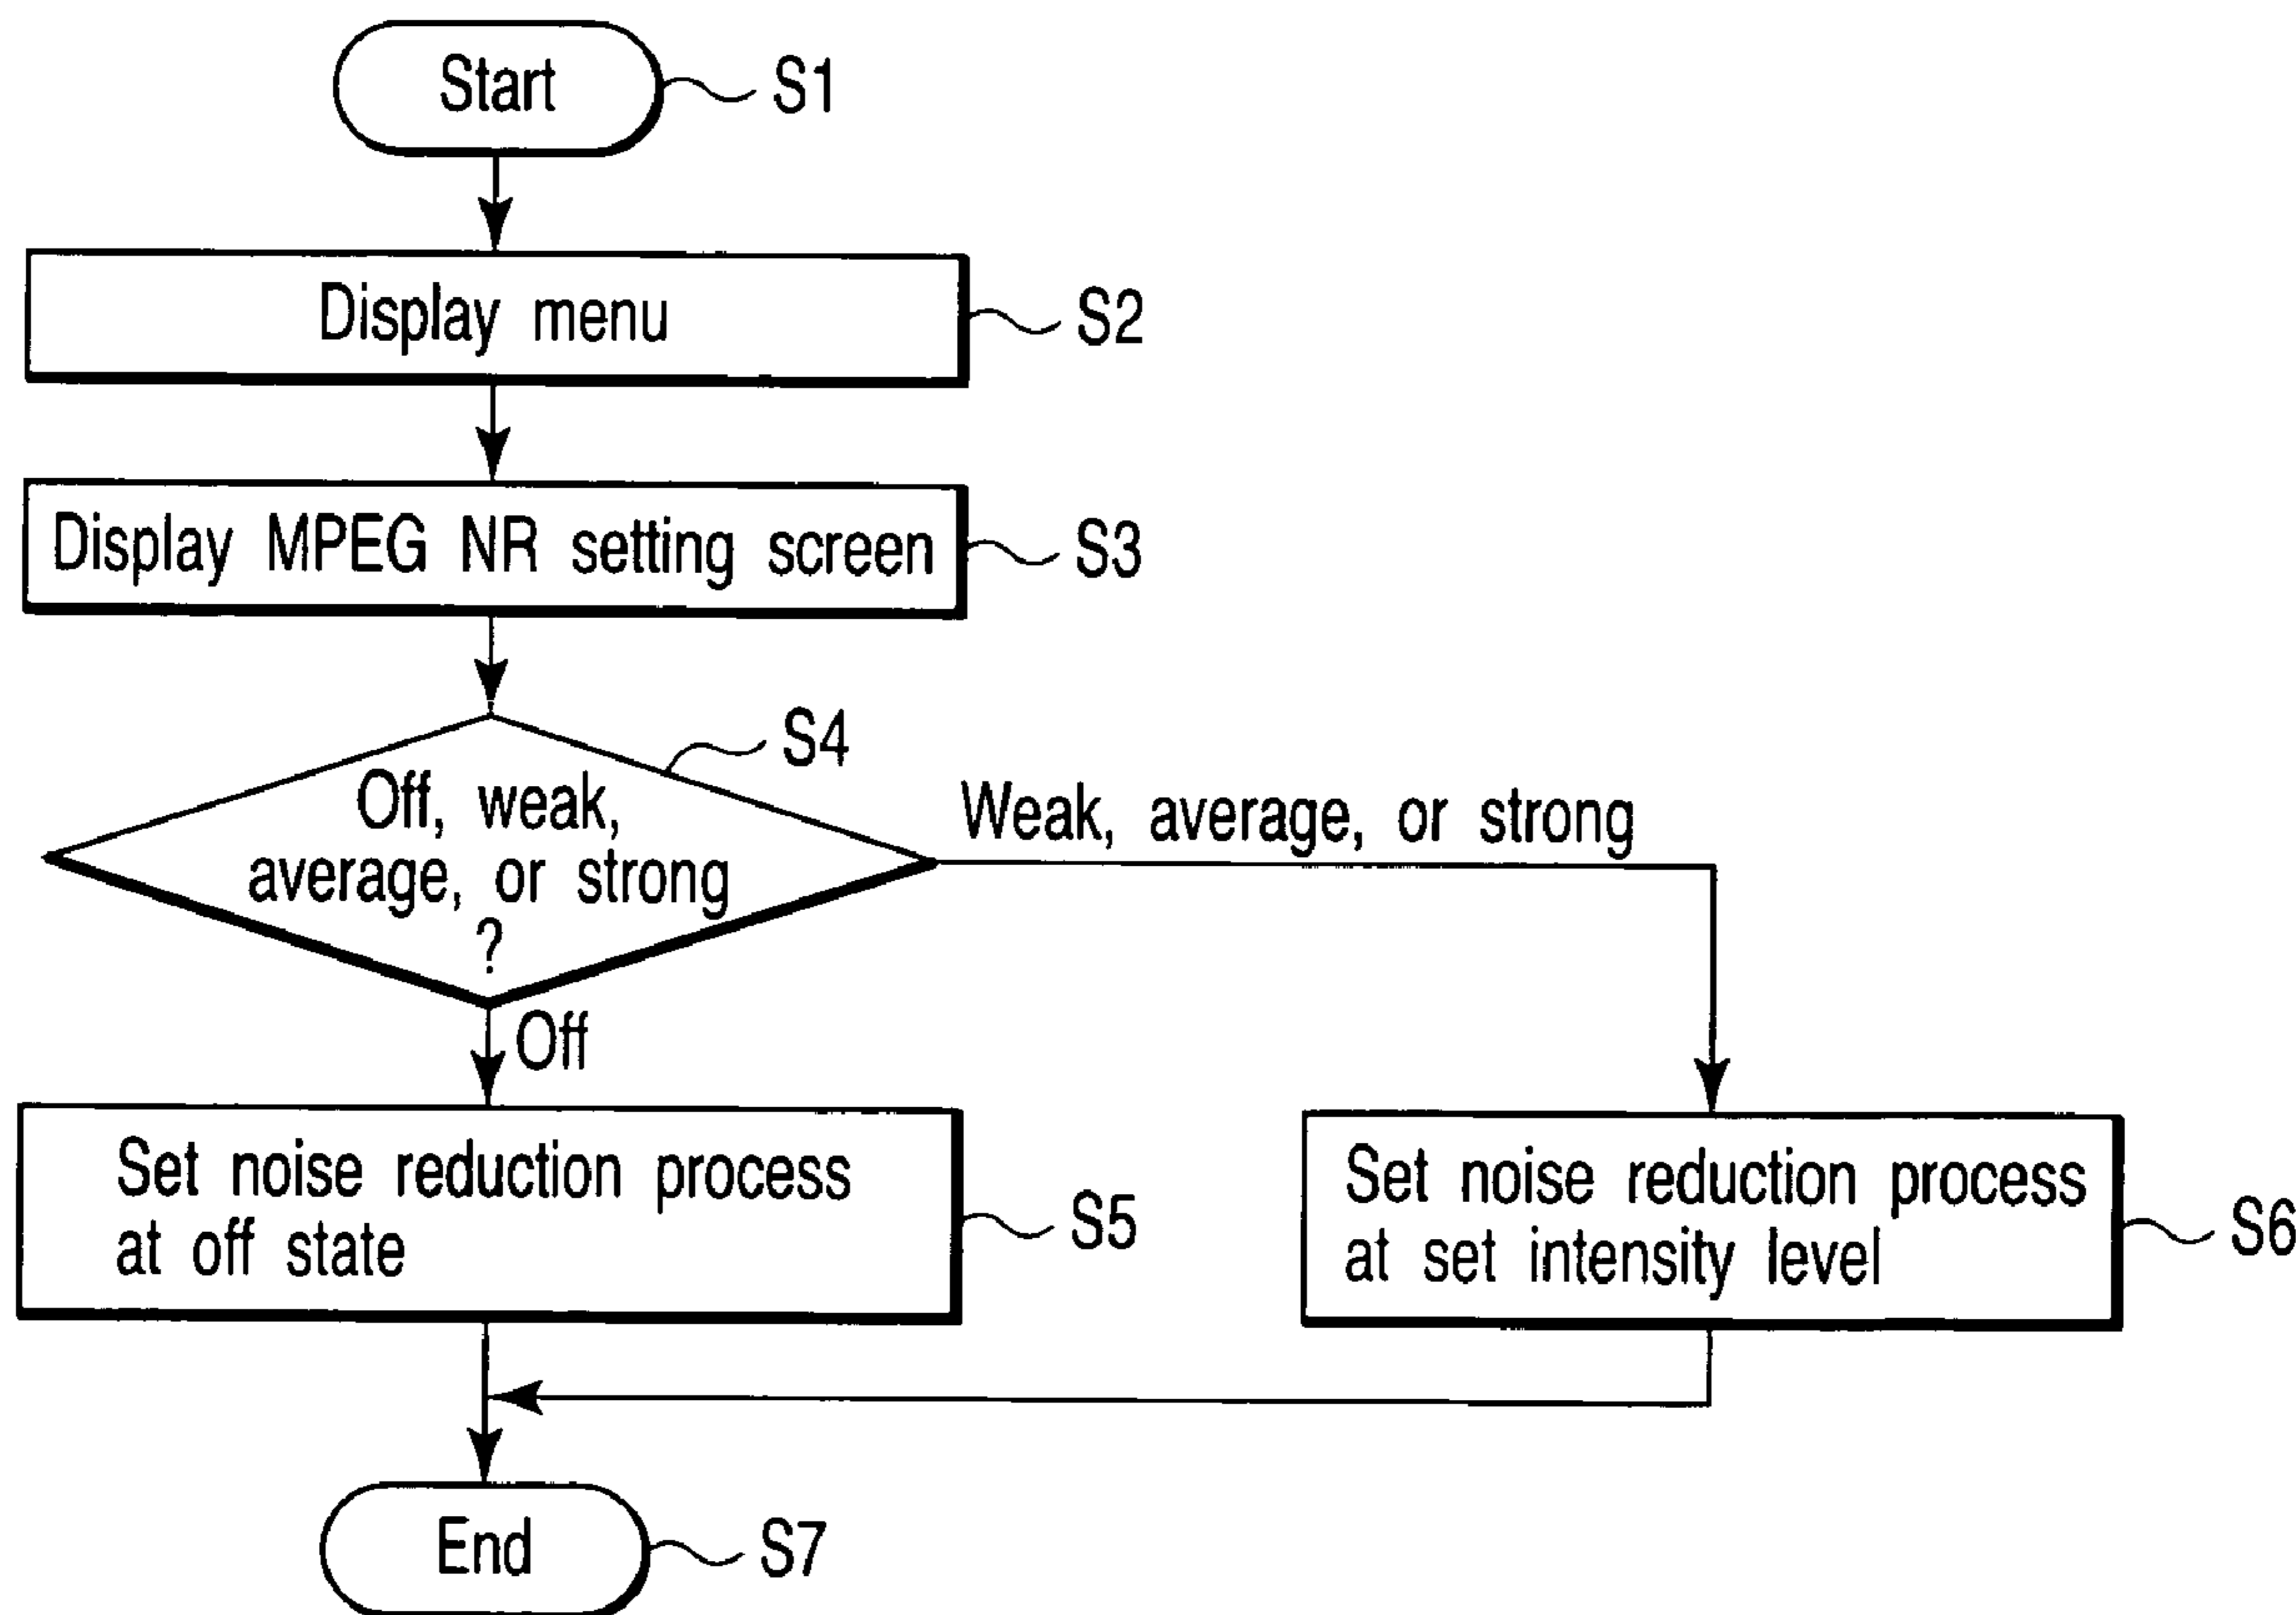 Start
S1
Display menu
S2
Display MPEG NR setting screen
S3
S4
Off, weak,
average, or strong
?
Weak, average, or strong
Off
Set noise reduction process
at off state
S5
Set noise reduction process
at set intensity level
S6
End
S7